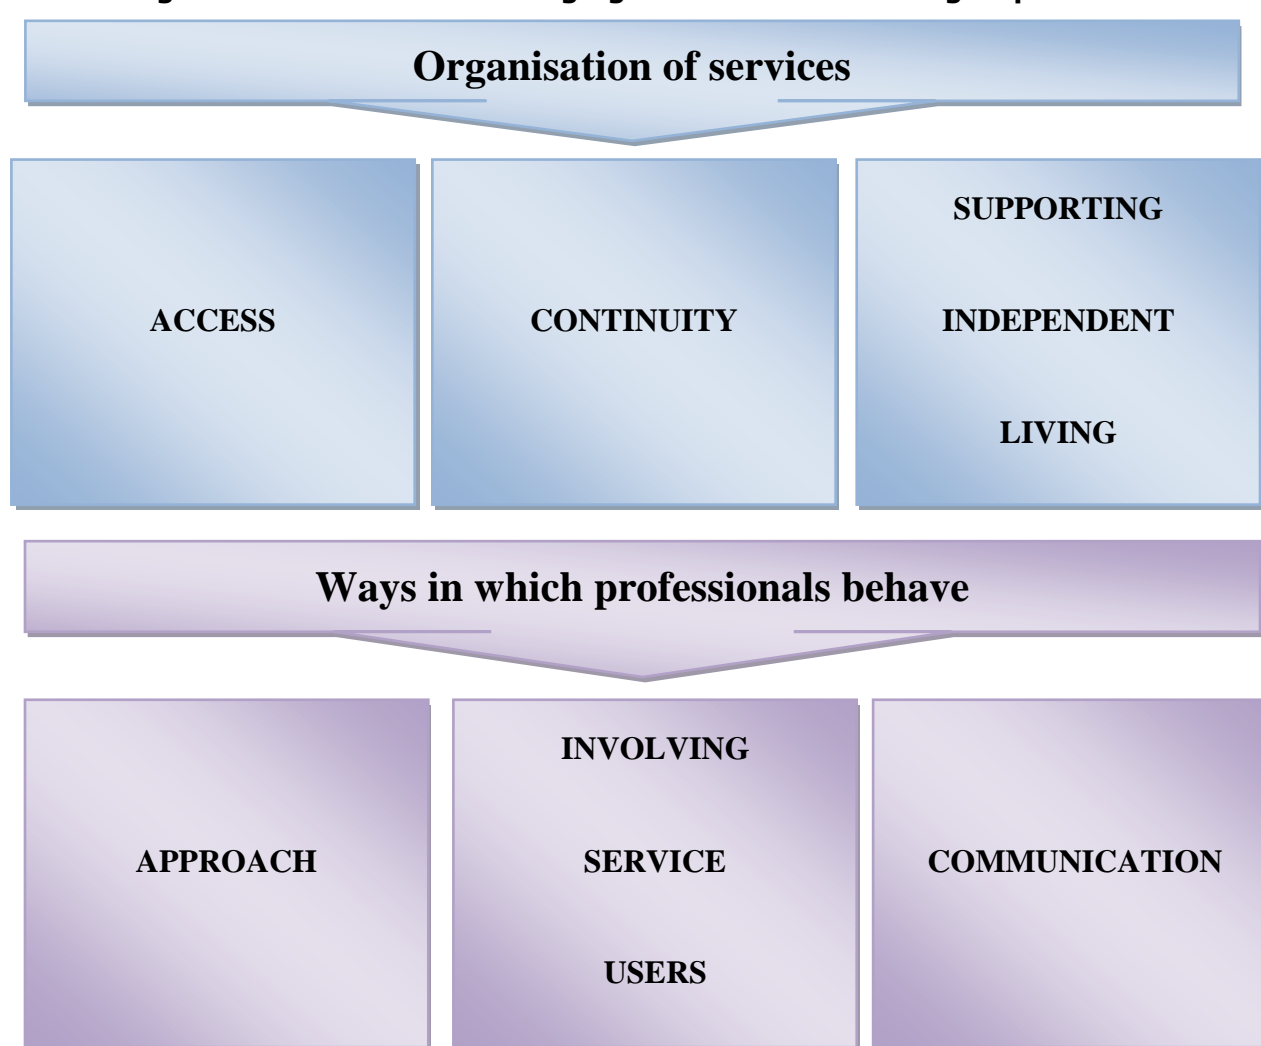 Organisation of services
ACCESS
CONTINUITY
SUPPORTING
INDEPENDENT
LIVING
Ways in which professionals behave
APPROACH
INVOLVING
SERVICE
USERS
COMMUNICATION